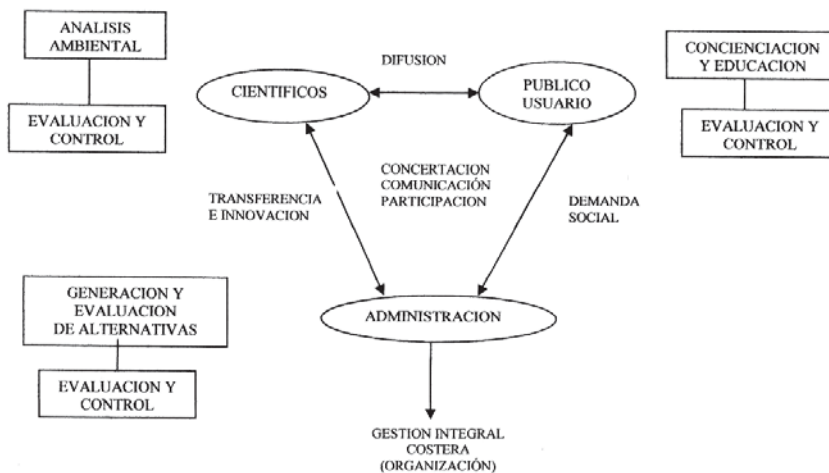 ANALISIS
AMBIENTAL
EVALUACION Y
CONTROL
DIFUSION
CIENTIFICOS
PUBLICO
USUARIO
CONCIENCIACION
Y EDUCACION
EVALUACION Y
CONTROL
TRANSFERENCIA
E INNOVACION
CONCERTACION
COMUNICACIÓN
PARTICIPACION
DEMANDA
SOCIAL
GENERACION Y
EVALUACION
DE ALTERNATIVAS
EVALUACION Y
CONTROL
ADMINISTRACION
GESTION INTEGRAL
COSTERA
(ORGANIZACIÓN)